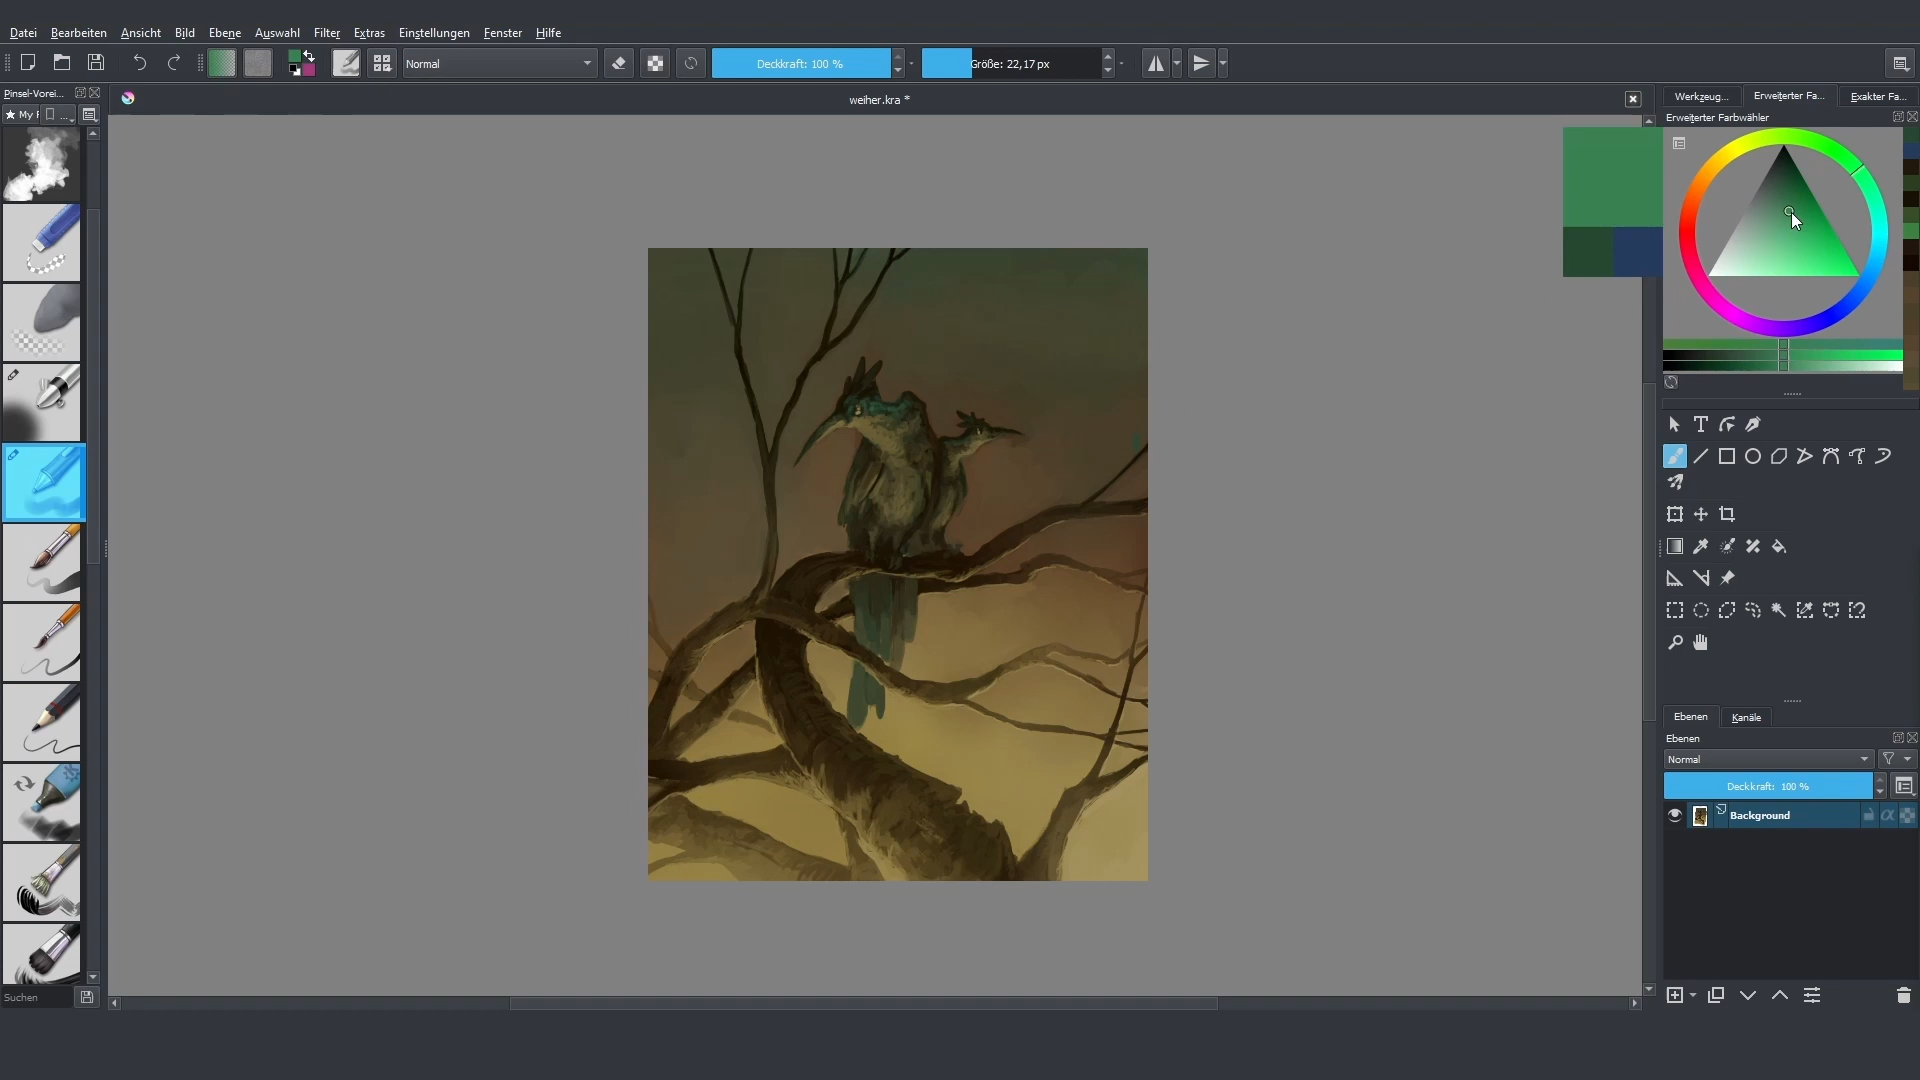 Datei Bearbeiten Ansicht Bild Ebene Auswahl Filter Extras Einstellungen Fenster Hilfe
Normal
Deckkraft: 100 %
Größe: 22,17 px
Pinsel-Vorei...
weiher.kra *
Werkzeug... Erweiterter Fa... Exakter Fa...
★ My
Erweiterter Farbwähler
Ebenen Kanäle
Ebenen
Normal
Deckkraft: 100 %
Background
Suchen